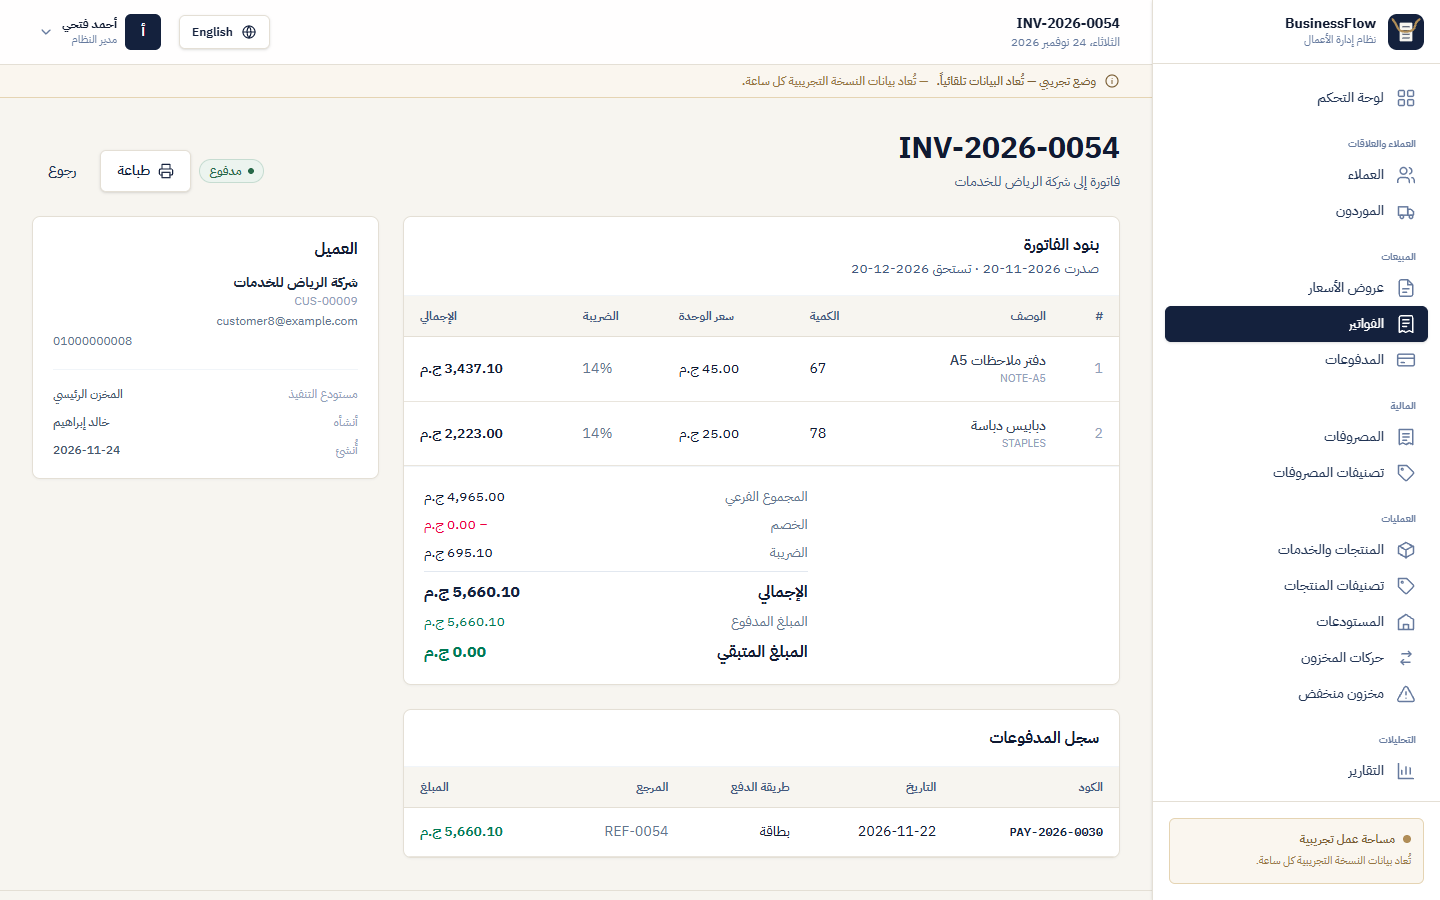 BusinessFlow
نظام إدارة الأعمال
لوحة التحكم
العملاء والعلاقات
العملاء
الموردون
المبيعات
عروض الأسعار
الفواتير
المدفوعات
المالية
المصروفات
تصنيفات المصروفات
العمليات
المنتجات والخدمات
تصنيفات المنتجات
المستودعات
حركات المخزون
مخزون منخفض
التحليلات
التقارير
مساحة عمل تجريبية
تُعاد بيانات النسخة التجريبية كل ساعة.
INV-2026-0054
الثلاثاء، 24 نوفمبر 2026
English
أ
أحمد فتحي
مدير النظام
وضع تجريبي — تُعاد البيانات تلقائياً. — تُعاد بيانات النسخة التجريبية كل ساعة.
INV-2026-0054
فاتورة إلى شركة الرياض للخدمات
مدفوع
طباعة
رجوع
بنود الفاتورة
صدرت 2026-11-20 · تستحق 2026-12-20
# الوصف الكمية سعر الوحدة الضريبة الإجمالي
1 دفتر ملاحظات A5 67 45.00 ج.م 14% 3,437.10 ج.م
NOTE-A5
2 دبابيس دباسة 78 25.00 ج.م 14% 2,223.00 ج.م
STAPLES
المجموع الفرعي 4,965.00 ج.م
الخصم − 0.00 ج.م
الضريبة 695.10 ج.م
الإجمالي 5,660.10 ج.م
المبلغ المدفوع 5,660.10 ج.م
المبلغ المتبقي 0.00 ج.م
سجل المدفوعات
الكود التاريخ طريقة الدفع المرجع المبلغ
PAY-2026-0030 2026-11-22 بطاقة REF-0054 5,660.10 ج.م
العميل
شركة الرياض للخدمات
CUS-00009
customer8@example.com
01000000008
مستودع التنفيذ المخزن الرئيسي
أنشأه خالد إبراهيم
أُنشئ 2026-11-24